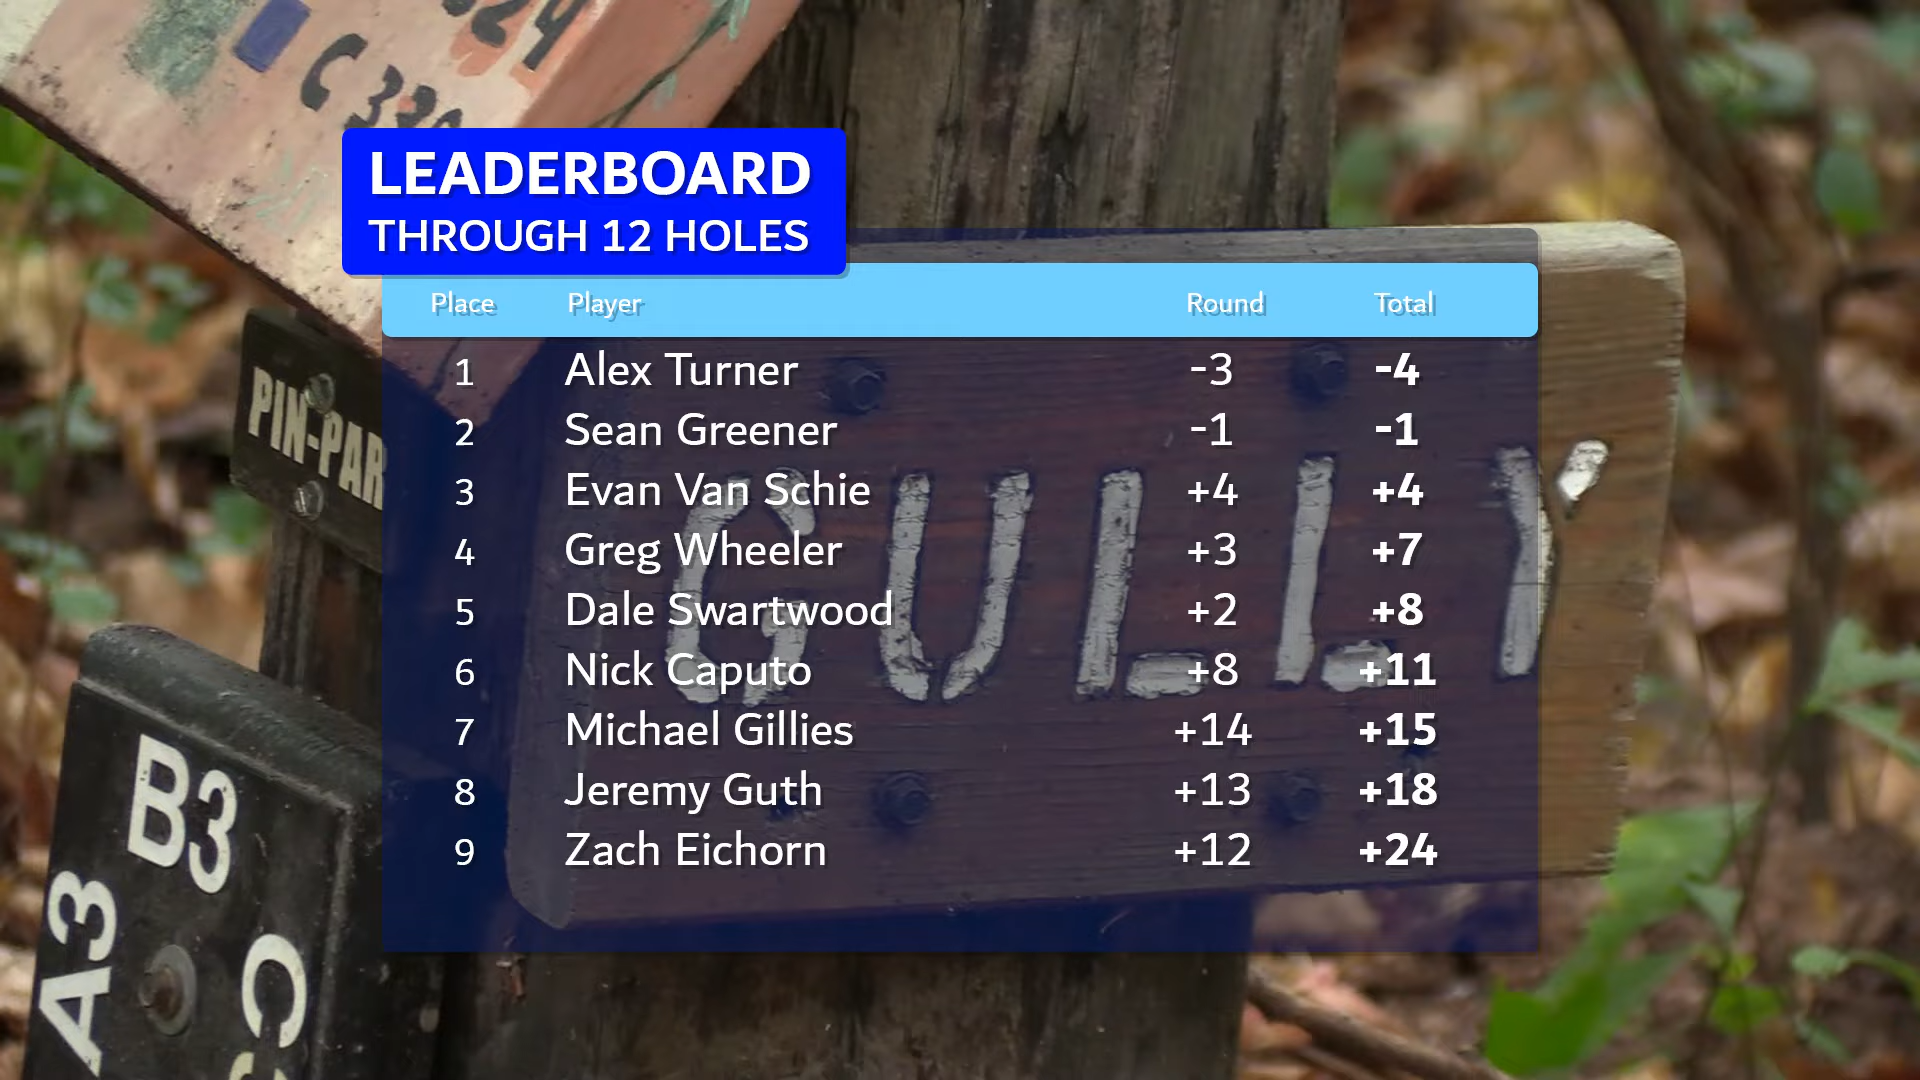 24
C 330
LEADERBOARD
THROUGH 12 HOLES
Place Player Round Total
1 Alex Turner -3 -4
2 Sean Greener -1 -1
3 Evan Van Schie +4 +4
4 Greg Wheeler +3 +7
5 Dale Swartwood +2 +8
6 Nick Caputo +8 +11
7 Michael Gillies +14 +15
8 Jeremy Guth +13 +18
9 Zach Eichorn +12 +24
PIN-PAR
GULLY
B3
A3